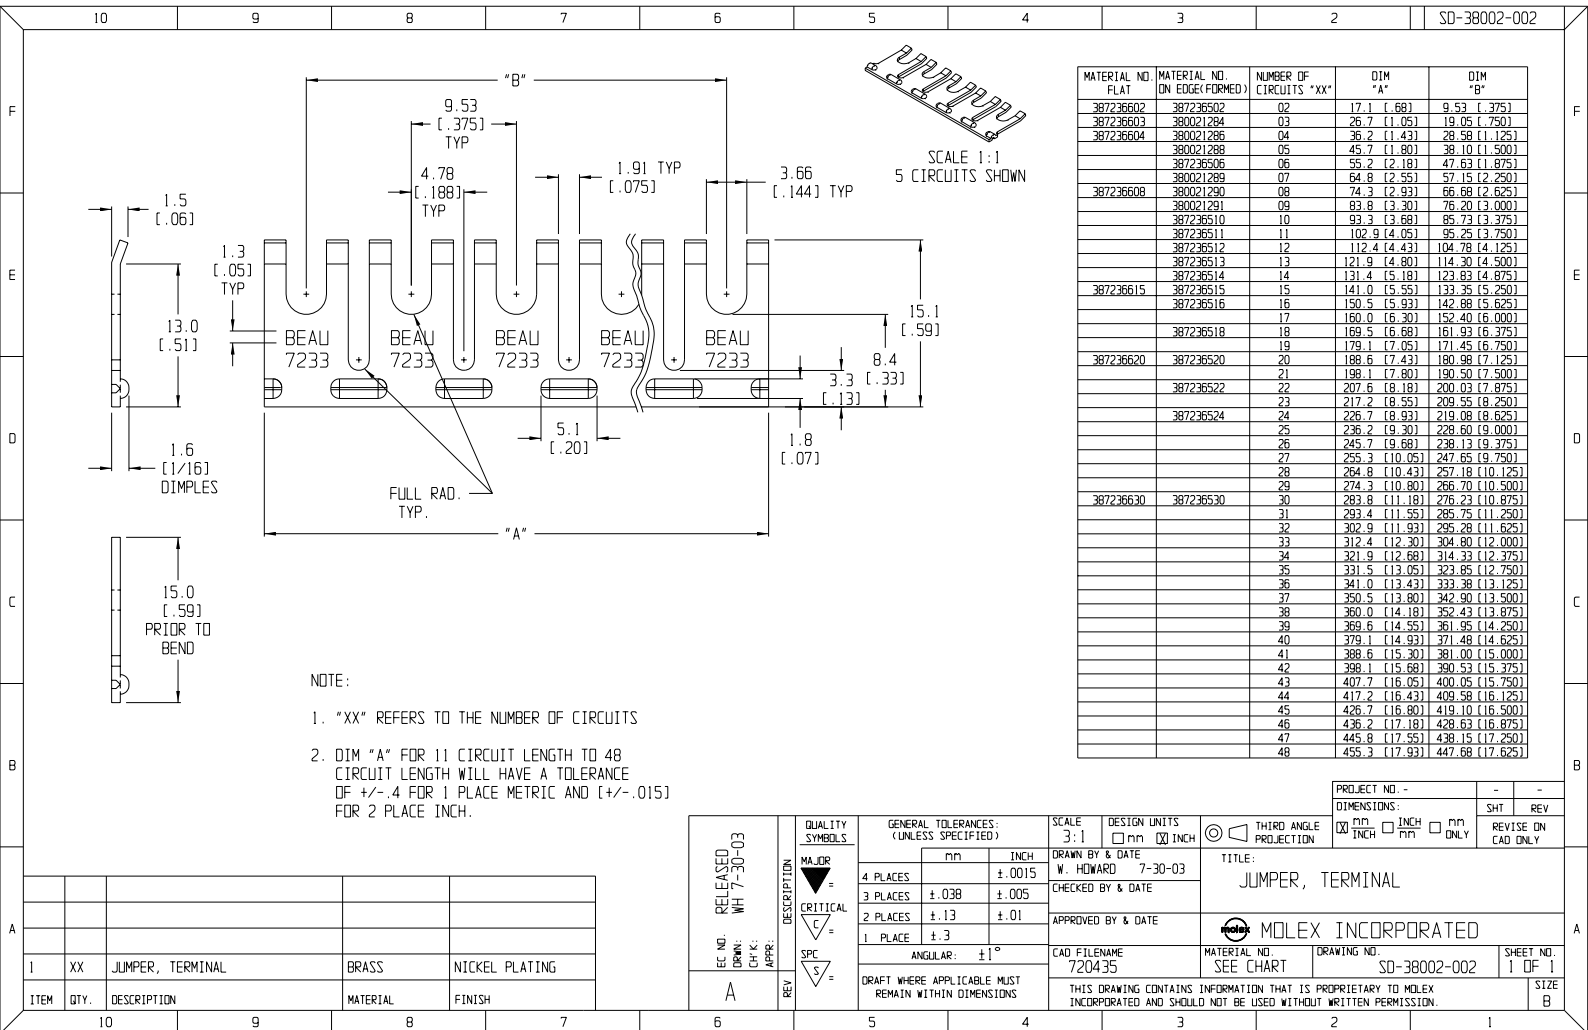 10 9 8 7 6 5 4 3 2 SD-38002-002
F
E
D
C
B
A
"B"
9.53
[.375]
TYP
4.78
[.188]
TYP
1.91 TYP
[.075]
3.66
[.144] TYP
SCALE 1:1
5 CIRCUITS SHOWN
1.5
[.06]
1.3
[.05]
TYP
13.0
[.51]
15.1
[.59]
8.4
[.33]
3.3
[.13]
1.8
[.07]
BEAU BEAU BEAU BEAU BEAU
7233 7233 7233 7233 7233
5.1
[.20]
1.6
[1/16]
DIMPLES
FULL RAD.
TYP.
"A"
15.0
[.59]
PRIOR TO
BEND
NOTE:
1. "XX" REFERS TO THE NUMBER OF CIRCUITS
2. DIM "A" FOR 11 CIRCUIT LENGTH TO 48
CIRCUIT LENGTH WILL HAVE A TOLERANCE
OF +/-.4 FOR 1 PLACE METRIC AND [+/-.015]
FOR 2 PLACE INCH.
MATERIAL NO. MATERIAL NO. NUMBER OF DIM DIM
FLAT ON EDGE(FORMED) CIRCUITS "XX" "A" "B"
387236602 387236502 02 17.1 [.68] 9.53 [.375]
387236603 380021284 03 26.7 [1.05] 19.05 [.750]
387236604 380021286 04 36.2 [1.43] 28.58 [1.125]
380021288 05 45.7 [1.80] 38.10 [1.500]
387236506 06 55.2 [2.18] 47.63 [1.875]
380021289 07 64.8 [2.55] 57.15 [2.250]
387236608 380021290 08 74.3 [2.93] 66.68 [2.625]
380021291 09 83.8 [3.30] 76.20 [3.000]
387236510 10 93.3 [3.68] 85.73 [3.375]
387236511 11 102.9 [4.05] 95.25 [3.750]
387236512 12 112.4 [4.43] 104.78 [4.125]
387236513 13 121.9 [4.80] 114.30 [4.500]
387236514 14 131.4 [5.18] 123.83 [4.875]
387236615 387236515 15 141.0 [5.55] 133.35 [5.250]
387236516 16 150.5 [5.93] 142.88 [5.625]
17 160.0 [6.30] 152.40 [6.000]
387236518 18 169.5 [6.68] 161.93 [6.375]
19 179.1 [7.05] 171.45 [6.750]
387236620 387236520 20 188.6 [7.43] 180.98 [7.125]
21 198.1 [7.80] 190.50 [7.500]
387236522 22 207.6 [8.18] 200.03 [7.875]
23 217.2 [8.55] 209.55 [8.250]
387236524 24 226.7 [8.93] 219.08 [8.625]
25 236.2 [9.30] 228.60 [9.000]
26 245.7 [9.68] 238.13 [9.375]
27 255.3 [10.05] 247.65 [9.750]
28 264.8 [10.43] 257.18 [10.125]
29 274.3 [10.80] 266.70 [10.500]
387236630 387236530 30 283.8 [11.18] 276.23 [10.875]
31 293.4 [11.55] 285.75 [11.250]
32 302.9 [11.93] 295.28 [11.625]
33 312.4 [12.30] 304.80 [12.000]
34 321.9 [12.68] 314.33 [12.375]
35 331.5 [13.05] 323.85 [12.750]
36 341.0 [13.43] 333.38 [13.125]
37 350.5 [13.80] 342.90 [13.500]
38 360.0 [14.18] 352.43 [13.875]
39 369.6 [14.55] 361.95 [14.250]
40 379.1 [14.93] 371.48 [14.625]
41 388.6 [15.30] 381.00 [15.000]
42 398.1 [15.68] 390.53 [15.375]
43 407.7 [16.05] 400.05 [15.750]
44 417.2 [16.43] 409.58 [16.125]
45 426.7 [16.80] 419.10 [16.500]
46 436.2 [17.18] 428.63 [16.875]
47 445.8 [17.55] 438.15 [17.250]
48 455.3 [17.93] 447.68 [17.625]
F
E
D
C
B
A
1 XX JUMPER, TERMINAL BRASS NICKEL PLATING
ITEM QTY. DESCRIPTION MATERIAL FINISH
RELEASED
WH 7-30-03
EC NO.
DRWN:
CH'K:
APPR:
DESCRIPTION
A
REV
QUALITY
SYMBOLS
MAJOR
=
CRITICAL
C =
SPC
S =
GENERAL TOLERANCES:
(UNLESS SPECIFIED)
mm INCH
4 PLACES ±.0015
3 PLACES ±.038 ±.005
2 PLACES ±.13 ±.01
1 PLACE ±.3
ANGULAR: ±1°
DRAFT WHERE APPLICABLE MUST
REMAIN WITHIN DIMENSIONS
SCALE
3:1
DESIGN UNITS
mm X INCH
THIRD ANGLE
PROJECTION
PROJECT NO. - - -
DIMENSIONS: SHT REV
X mm INCH mm
INCH mm ONLY
REVISE ON
CAD ONLY
DRAWN BY & DATE
W. HOWARD 7-30-03
CHECKED BY & DATE
APPROVED BY & DATE
TITLE:
JUMPER, TERMINAL
molex MOLEX INCORPORATED
CAD FILENAME
720435
MATERIAL NO.
SEE CHART
DRAWING NO.
SD-38002-002
SHEET NO.
1 OF 1
THIS DRAWING CONTAINS INFORMATION THAT IS PROPRIETARY TO MOLEX
INCORPORATED AND SHOULD NOT BE USED WITHOUT WRITTEN PERMISSION.
SIZE
B
10 9 8 7 6 5 4 3 2 1